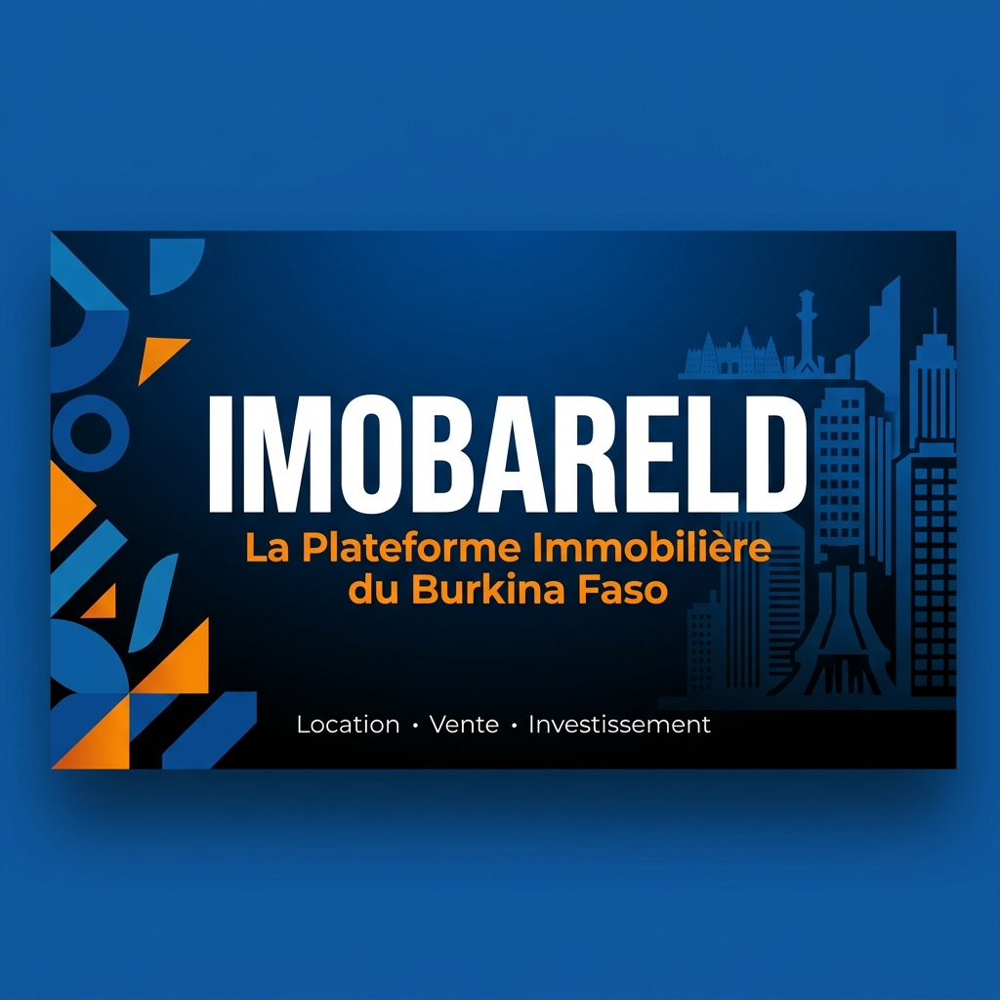 IMOBARELD
La Plateforme Immobilière
du Burkina Faso
Location • Vente • Investissement